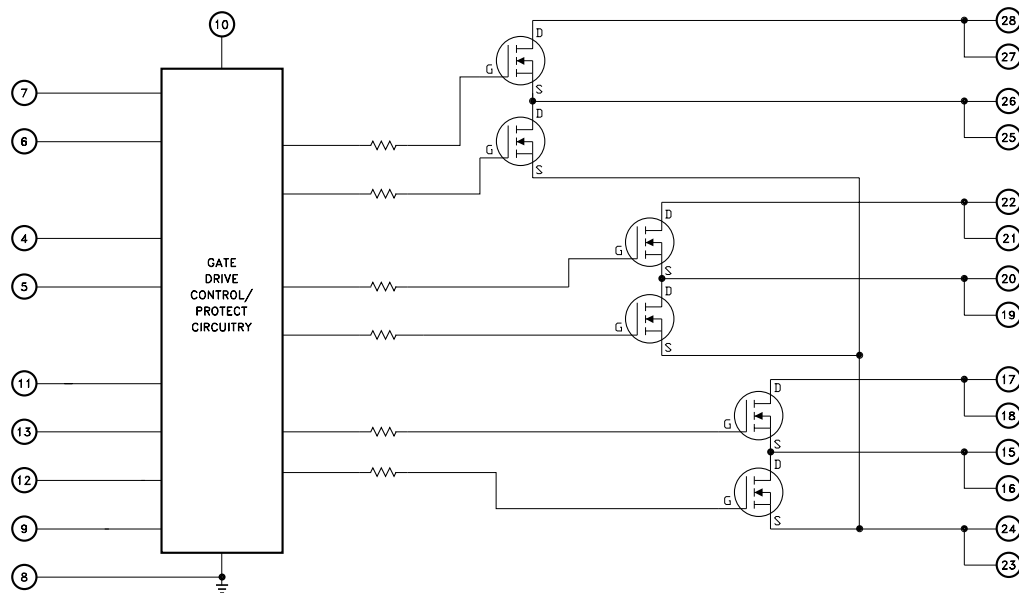 10
28
D
27
G
7
S
26
D
6
G
25
S
22
D
4
21
G
GATE
DRIVE
CONTROL/
PROTECT
CIRCUITRY
S
20
5
D
19
G
S
17
11
D
18
G
13
S
15
D
12
16
G
S
24
9
23
8